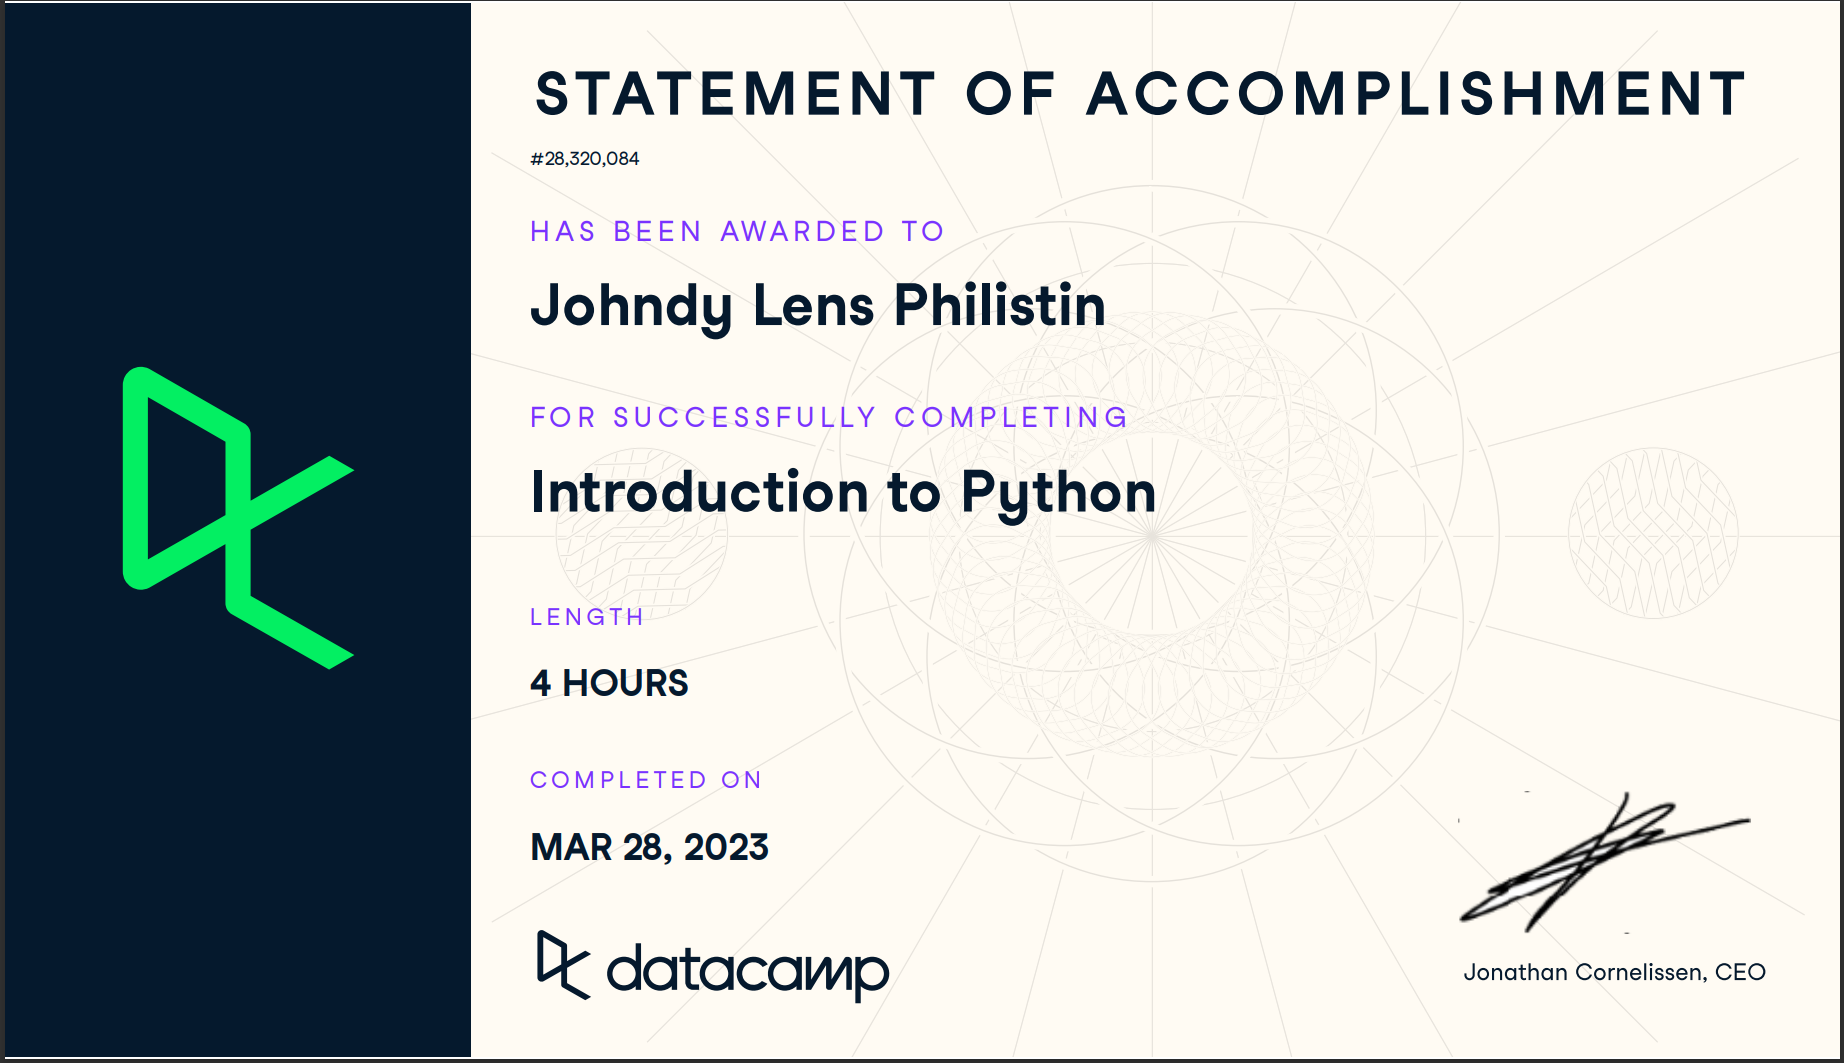 STATEMENT OF ACCOMPLISHMENT
#28,320,084
HAS BEEN AWARDED TO
Johndy Lens Philistin
FOR SUCCESSFULLY COMPLETING
Introduction to Python
LENGTH
4 HOURS
COMPLETED ON
MAR 28, 2023
datacamp
Jonathan Cornelissen, CEO